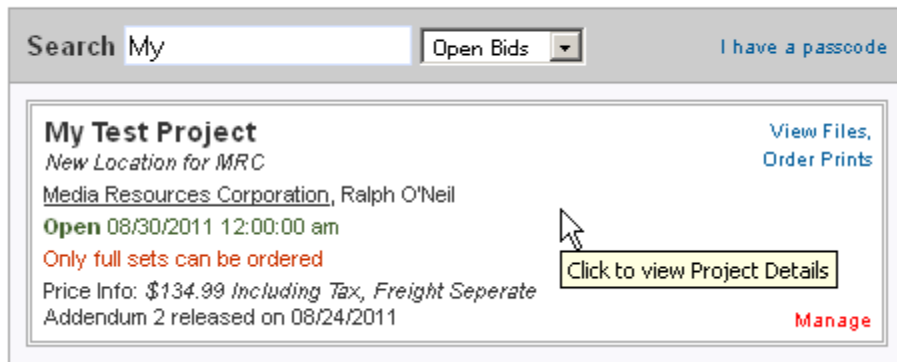 Search My Open Bids I have a passcode
My Test Project
View Files,
New Location for MRC
Order Prints
Media Resources Corporation, Ralph O'Neil
Open 08/30/2011 12:00:00 am
Only full sets can be ordered
Click to view Project Details
Price Info: $134.99 Including Tax, Freight Seperate
Addendum 2 released on 08/24/2011
Manage